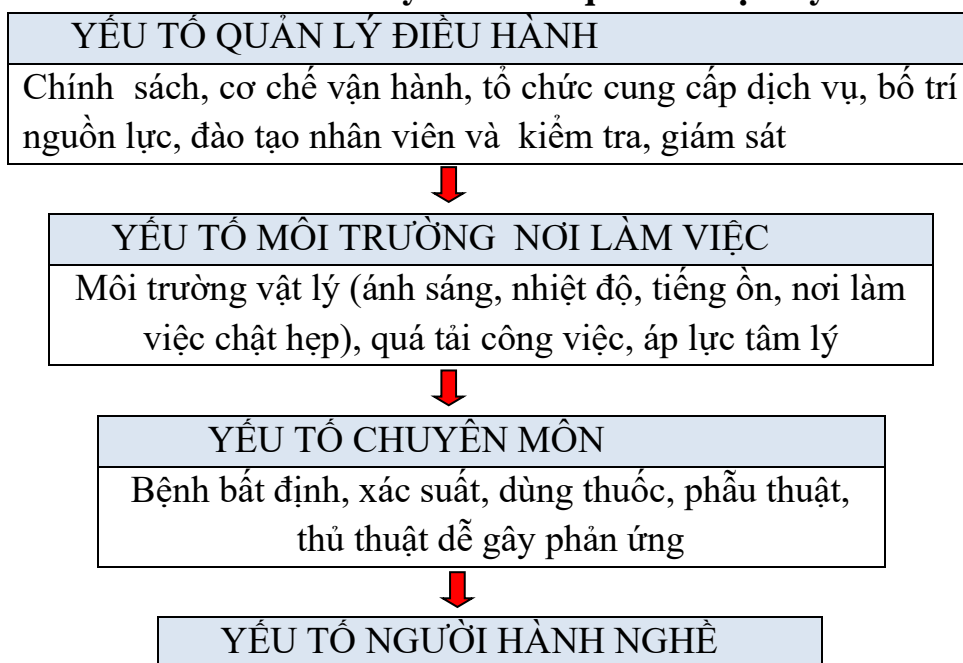 YẾU TỐ QUẢN LÝ ĐIỀU HÀNH
Chính sách, cơ chế vận hành, tổ chức cung cấp dịch vụ, bố trí
nguồn lực, đào tạo nhân viên và kiểm tra, giám sát
YẾU TỐ MÔI TRƯỜNG NƠI LÀM VIỆC
Môi trường vật lý (ánh sáng, nhiệt độ, tiếng ồn, nơi làm
việc chật hẹp), quá tải công việc, áp lực tâm lý
YẾU TỐ CHUYÊN MÔN
Bệnh bất định, xác suất, dùng thuốc, phẫu thuật,
thủ thuật dễ gây phản ứng
YẾU TỐ NGƯỜI HÀNH NGHỀ